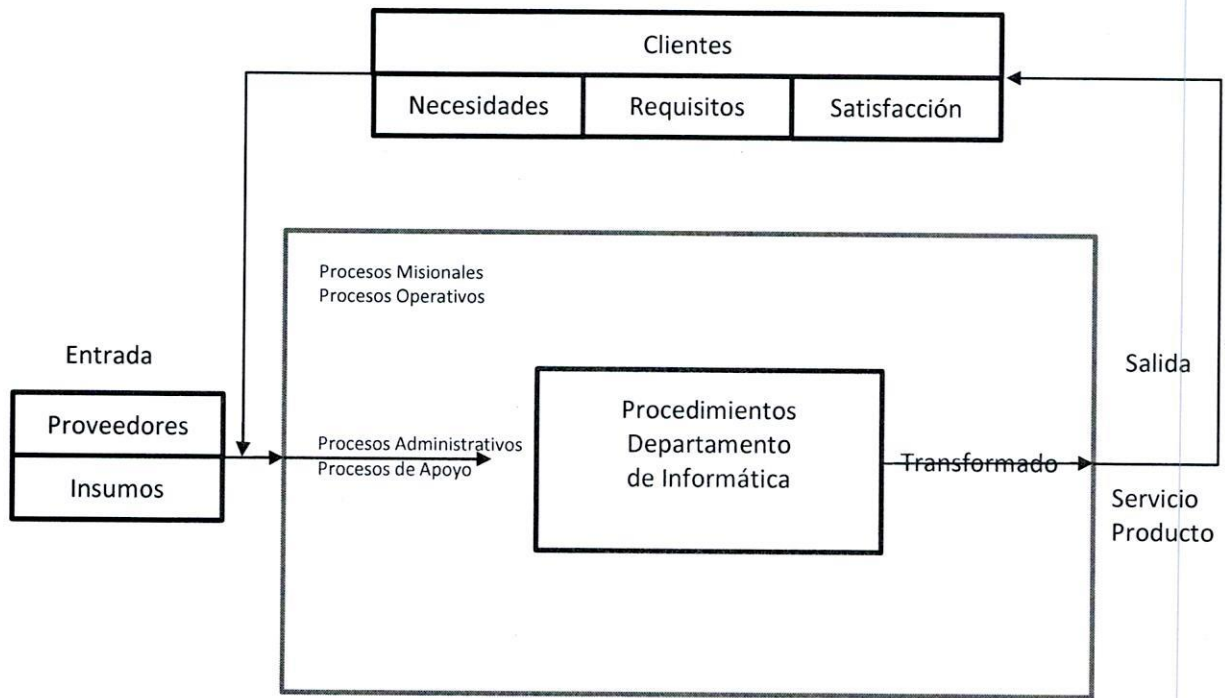 Clientes
Necesidades Requisitos Satisfacción
Procesos Misionales
Procesos Operativos
Entrada
Proveedores
Insumos
Procesos Administrativos
Procesos de Apoyo
Procedimientos
Departamento
de Informática
Transformado
Salida
Servicio
Producto